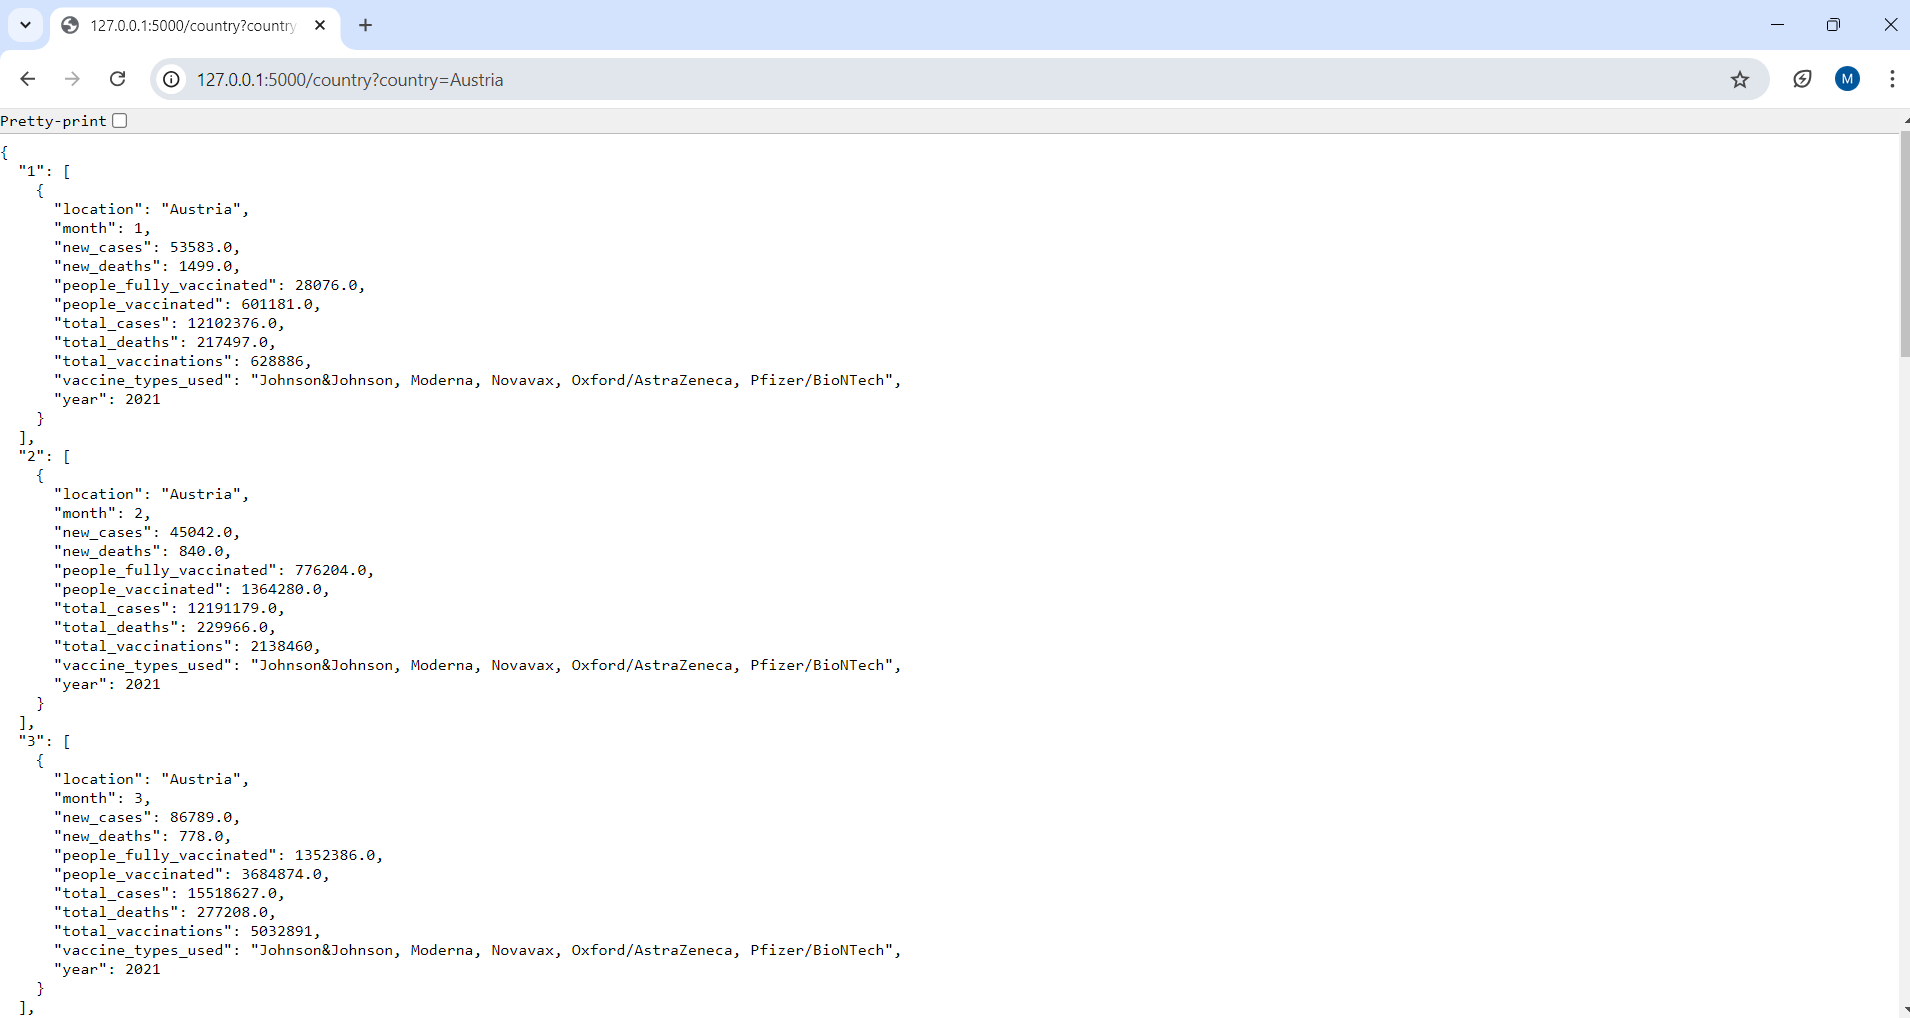 127.0.0.1:5000/country?country
127.0.0.1:5000/country?country=Austria
M
Pretty-print
{
  "1": [
    {
      "location": "Austria",
      "month": 1,
      "new_cases": 53583.0,
      "new_deaths": 1499.0,
      "people_fully_vaccinated": 28076.0,
      "people_vaccinated": 601181.0,
      "total_cases": 12102376.0,
      "total_deaths": 217497.0,
      "total_vaccinations": 628886,
      "vaccine_types_used": "Johnson&Johnson, Moderna, Novavax, Oxford/AstraZeneca, Pfizer/BioNTech",
      "year": 2021
    }
  ],
  "2": [
    {
      "location": "Austria",
      "month": 2,
      "new_cases": 45042.0,
      "new_deaths": 840.0,
      "people_fully_vaccinated": 776204.0,
      "people_vaccinated": 1364280.0,
      "total_cases": 12191179.0,
      "total_deaths": 229966.0,
      "total_vaccinations": 2138460,
      "vaccine_types_used": "Johnson&Johnson, Moderna, Novavax, Oxford/AstraZeneca, Pfizer/BioNTech",
      "year": 2021
    }
  ],
  "3": [
    {
      "location": "Austria",
      "month": 3,
      "new_cases": 86789.0,
      "new_deaths": 778.0,
      "people_fully_vaccinated": 1352386.0,
      "people_vaccinated": 3684874.0,
      "total_cases": 15518627.0,
      "total_deaths": 277208.0,
      "total_vaccinations": 5032891,
      "vaccine_types_used": "Johnson&Johnson, Moderna, Novavax, Oxford/AstraZeneca, Pfizer/BioNTech",
      "year": 2021
    }
  ],